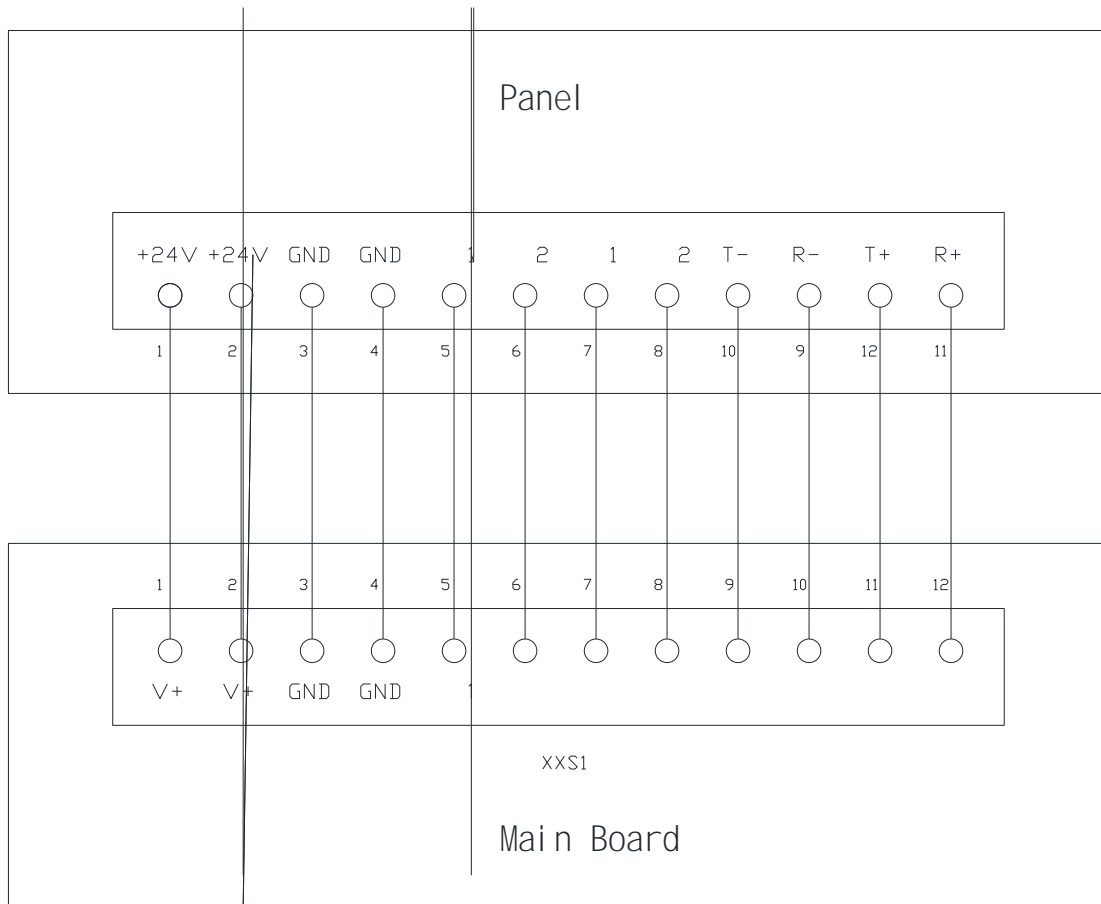 Panel
+24V +24V GND GND 1 2 1 2 T- R- T+ R+
1 2 3 4 5 6 7 8 10 9 12 11
1 2 3 4 5 6 7 8 9 10 11 12
V+ V+ GND GND 1
XXS1
Main Board